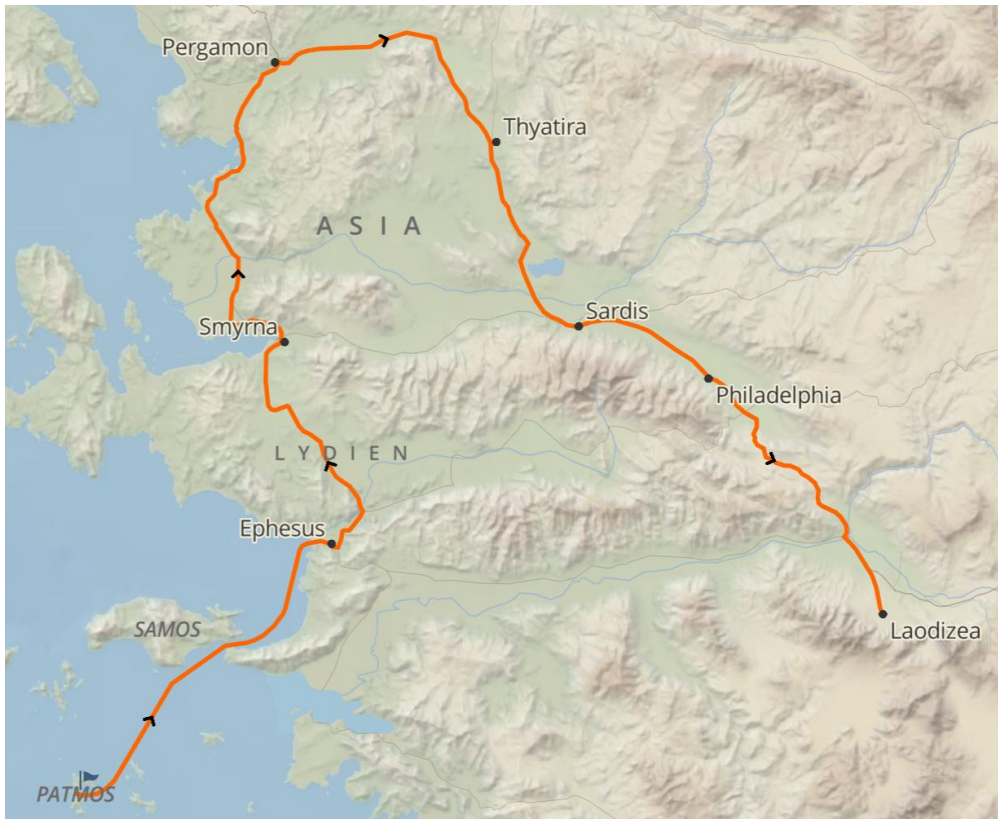 Pergamon
Thyatira
ASIA
Sardis
Smyrna
Philadelphia
LYDIEN
Ephesus
SAMOS
Laodizea
PATMOS